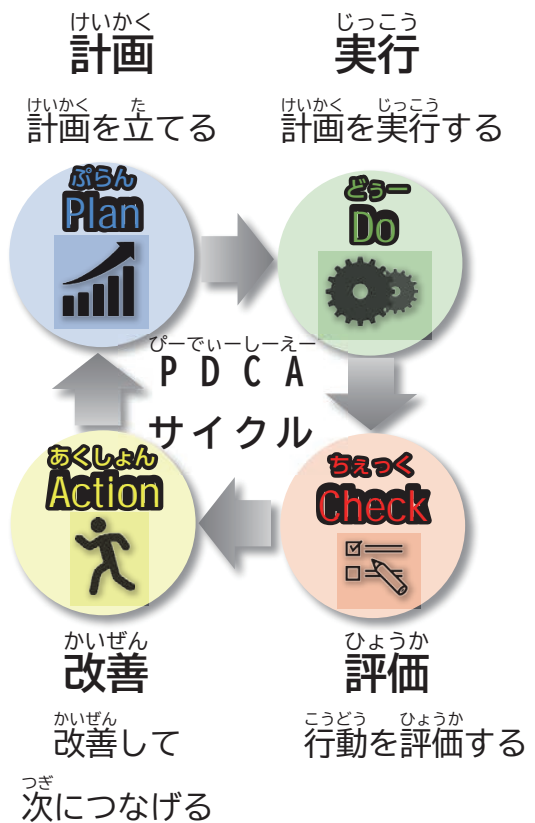 けいかく
計画
けいかく た
計画を立てる
じっこう
実行
けいかく じっこう
計画を実行する
ぷらん
Plan
どぅー
Do
ぴーでぃーしーえー
PDCA
サイクル
あくしょん
Action
ちぇっく
Check
かいぜん
改善
かいぜん
改善して
つぎ
次につなげる
ひょうか
評価
こうどう ひょうか
行動を評価する